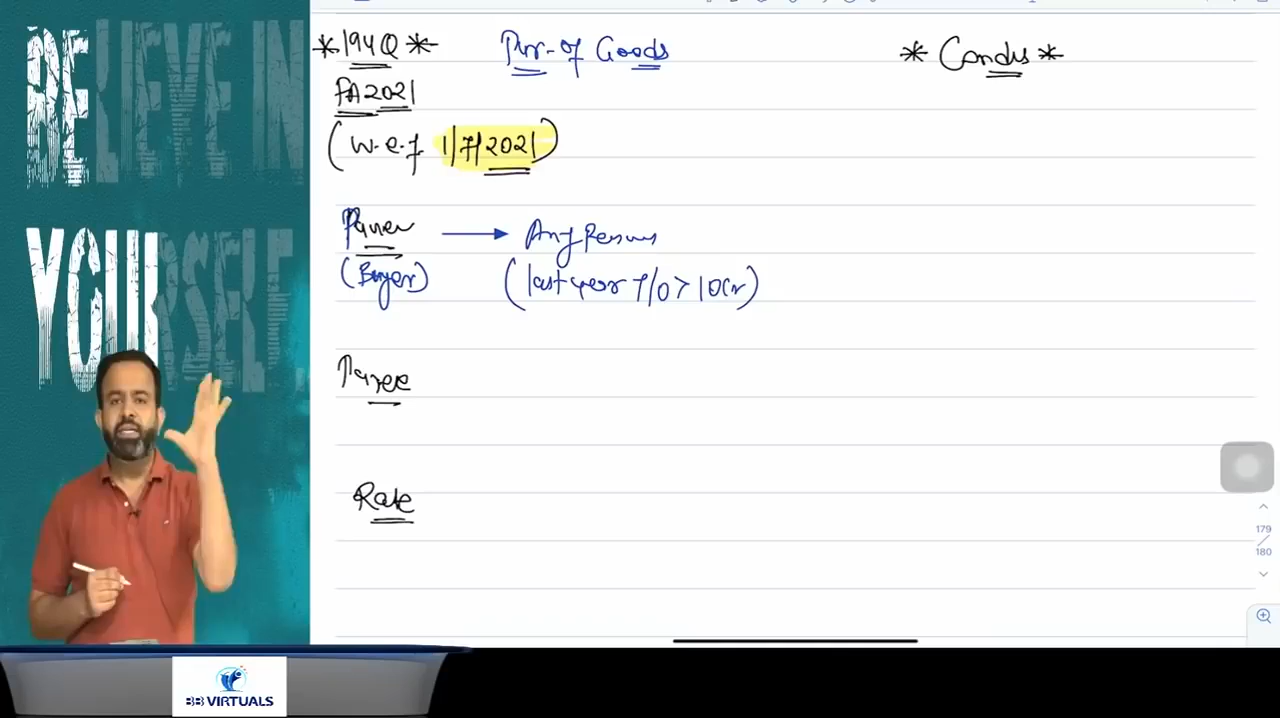 BELIEVE IN
YOURSELF
*194Q*
Pur-of Goods
* Condns *
FA2021
(w.e.f 1/7/2021)
Payer
(Buyer)
Any Person
(last year T/O > 10Cr)
Payee
Rate
179
180
BB VIRTUALS